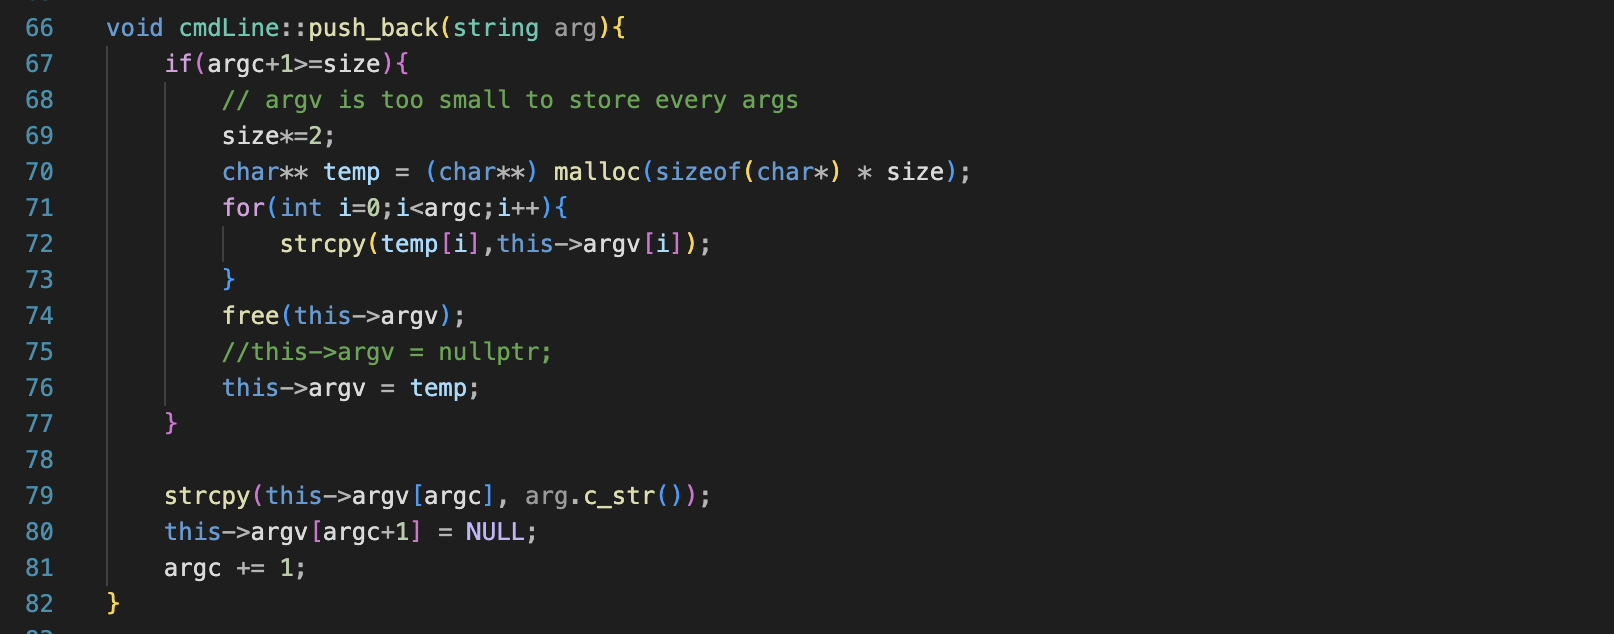 66 void cmdLine::push_back(string arg){
67 if(argc+1>=size){
68 // argv is too small to store every args
69 size*=2;
70 char** temp = (char**) malloc(sizeof(char*) * size);
71 for(int i=0;i<argc;i++){
72 strcpy(temp[i],this->argv[i]);
73 }
74 free(this->argv);
75 //this->argv = nullptr;
76 this->argv = temp;
77 }
78
79 strcpy(this->argv[argc], arg.c_str());
80 this->argv[argc+1] = NULL;
81 argc += 1;
82 }